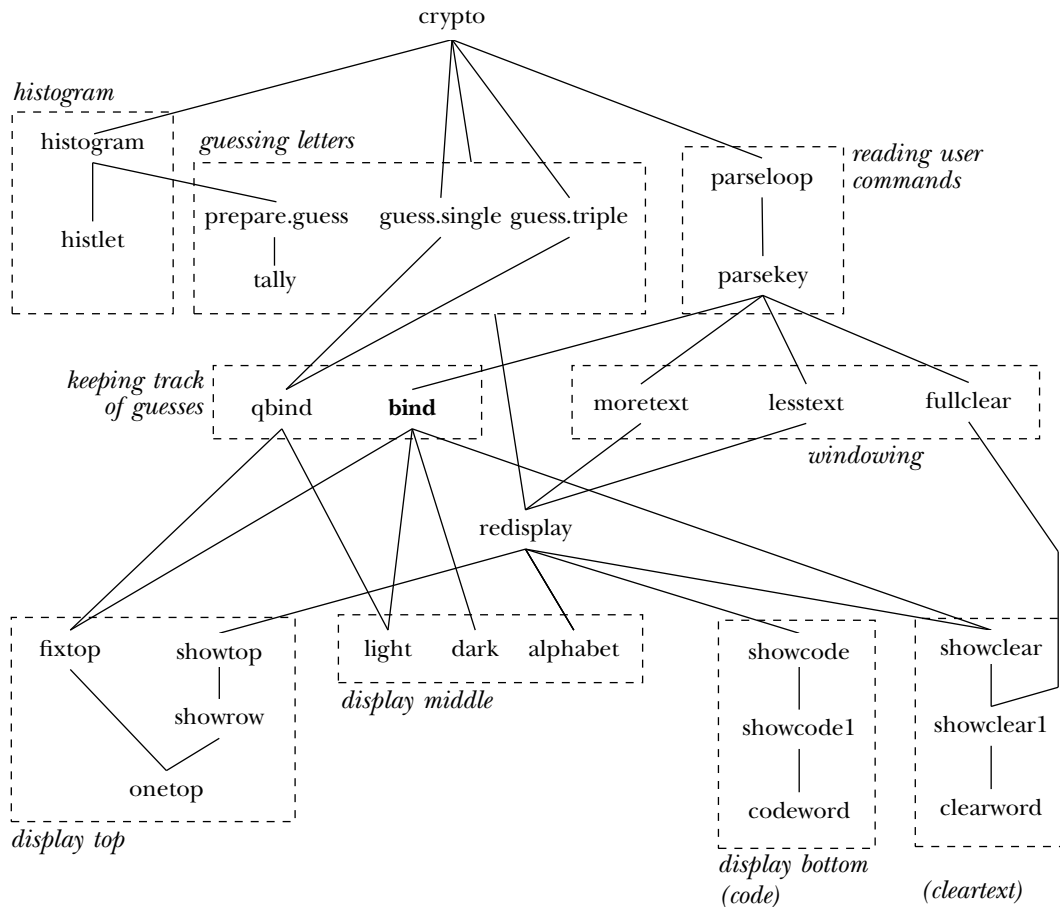 crypto
histogram
histogram
guessing letters
reading user
commands
parseloop
prepare.guess
guess.single
guess.triple
histlet
tally
parsekey
keeping track
of guesses
qbind
bind
moretext
lesstext
fullclear
windowing
redisplay
fixtop
showtop
light
dark
alphabet
showcode
showclear
display middle
showrow
showcode1
showclear1
onetop
codeword
clearword
display top
display bottom
(code)
(cleartext)